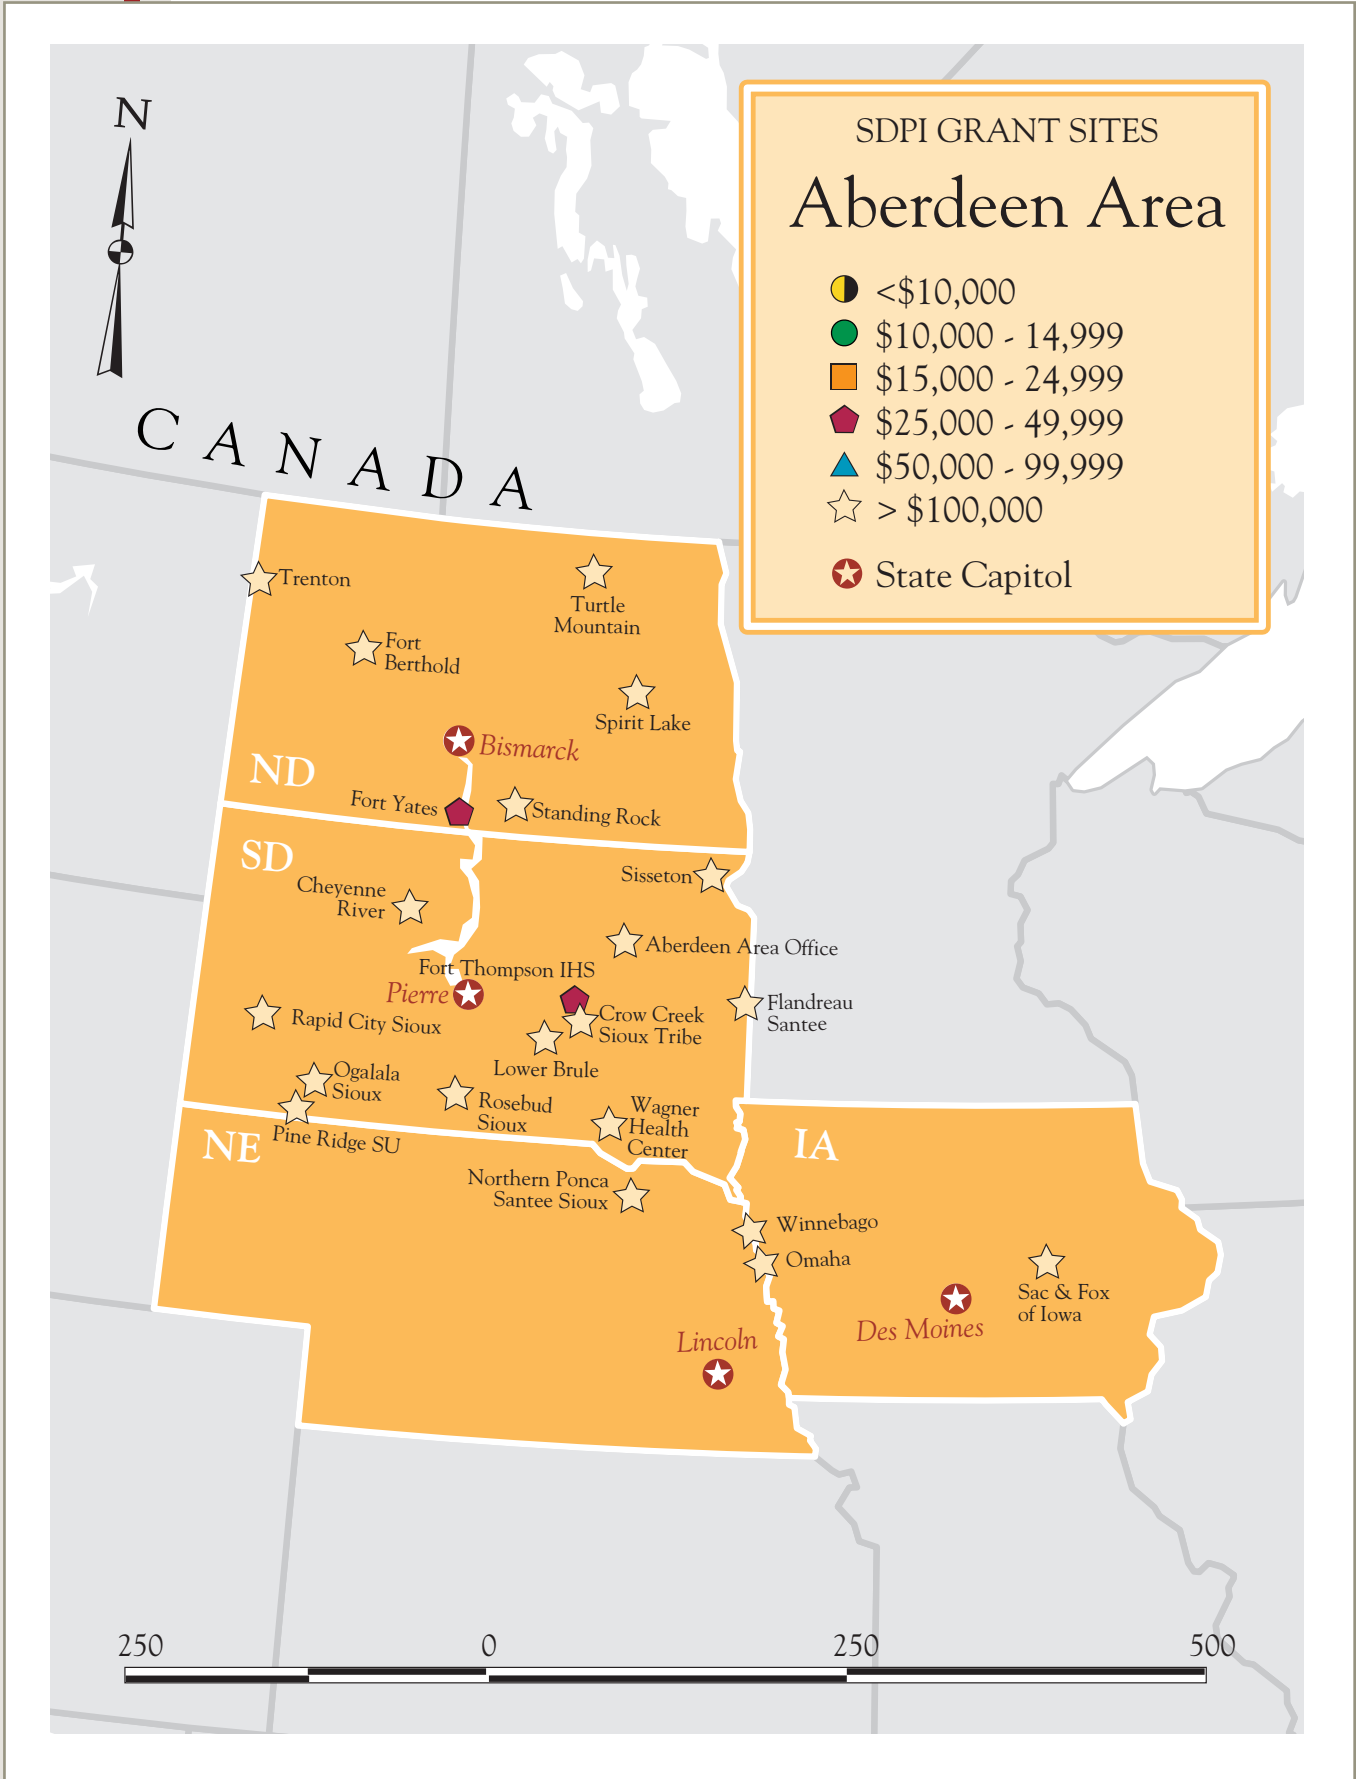 N
SDPI GRANT SITES
Aberdeen Area
<$10,000
$10,000 - 14,999
$15,000 - 24,999
$25,000 - 49,999
$50,000 - 99,999
> $100,000
State Capitol
CANADA
Trenton
Turtle
Mountain
Fort
Berthold
Spirit Lake
Bismarck
ND
Fort Yates
Standing Rock
SD
Sisseton
Cheyenne
River
Aberdeen Area Office
Fort Thompson IHS
Pierre
Flandreau
Santee
Rapid City Sioux
Crow Creek
Sioux Tribe
Lower Brule
Ogalala
Sioux
Rosebud
Sioux
Wagner
Health
Center
Pine Ridge SU
NE
IA
Northern Ponca
Santee Sioux
Winnebago
Omaha
Sac & Fox
of Iowa
Des Moines
Lincoln
250 0 250 500